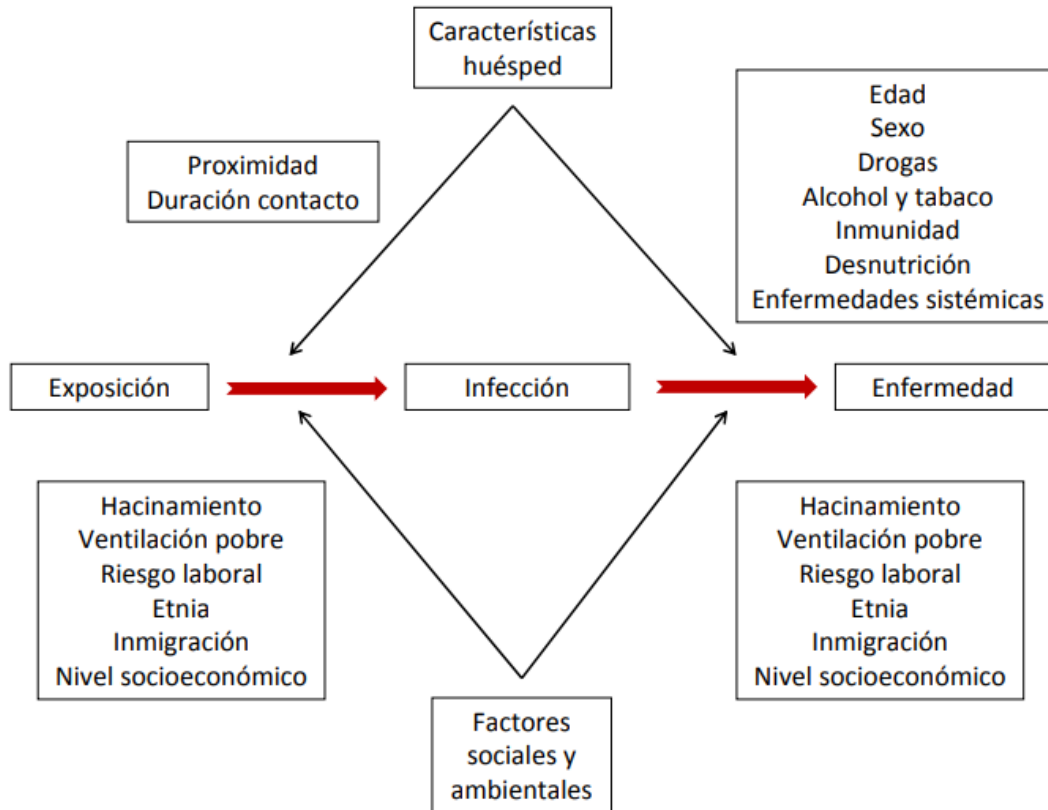 Características
huésped
Proximidad
Duración contacto
Edad
Sexo
Drogas
Alcohol y tabaco
Inmunidad
Desnutrición
Enfermedades sistémicas
Exposición
Infección
Enfermedad
Hacinamiento
Ventilación pobre
Riesgo laboral
Etnia
Inmigración
Nivel socioeconómico
Hacinamiento
Ventilación pobre
Riesgo laboral
Etnia
Inmigración
Nivel socioeconómico
Factores
sociales y
ambientales